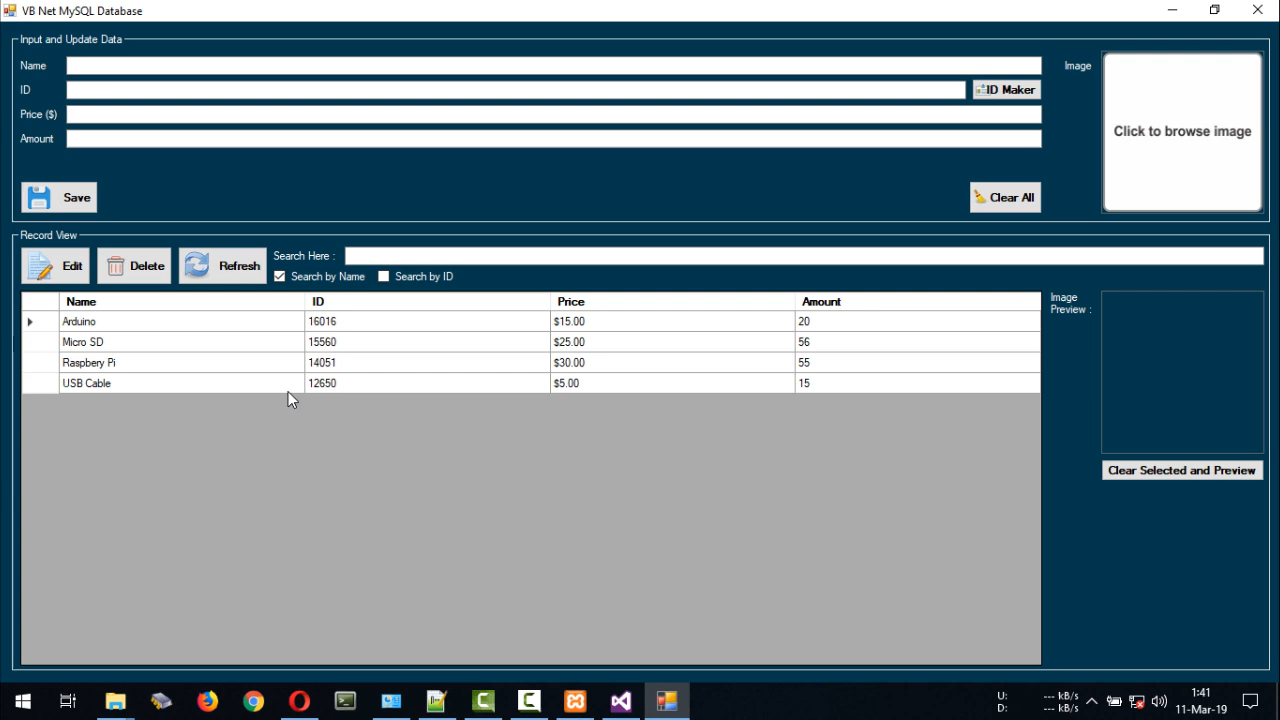 VB Net MySQL Database
Input and Update Data
Name
Image
ID
ID Maker
Price ($)
Amount
Click to browse image
Save
Clear All
Record View
Edit
Delete
Refresh
Search Here :
Search by Name
Search by ID
Name ID Price Amount
Arduino 16016 $15.00 20
Micro SD 15560 $25.00 56
Raspbery Pi 14051 $30.00 55
USB Cable 12650 $5.00 15
Image
Preview :
Clear Selected and Preview
U: --- kB/s
D: --- kB/s
1:41
11-Mar-19